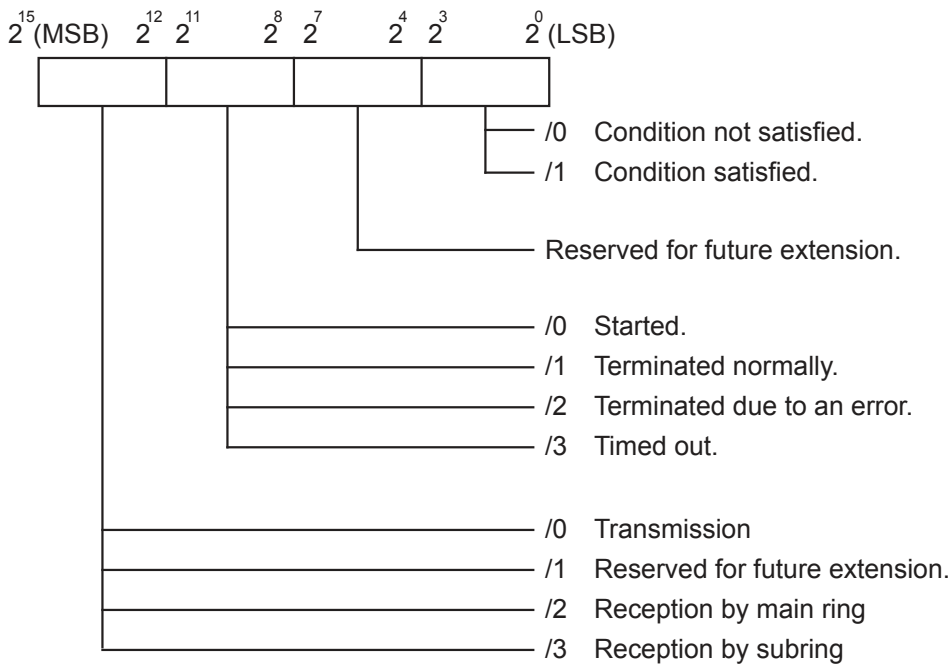 2^15 (MSB) 2^12 2^11 2^8 2^7 2^4 2^3 2^0 (LSB)
/0 Condition not satisfied.
/1 Condition satisfied.
Reserved for future extension.
/0 Started.
/1 Terminated normally.
/2 Terminated due to an error.
/3 Timed out.
/0 Transmission
/1 Reserved for future extension.
/2 Reception by main ring
/3 Reception by subring